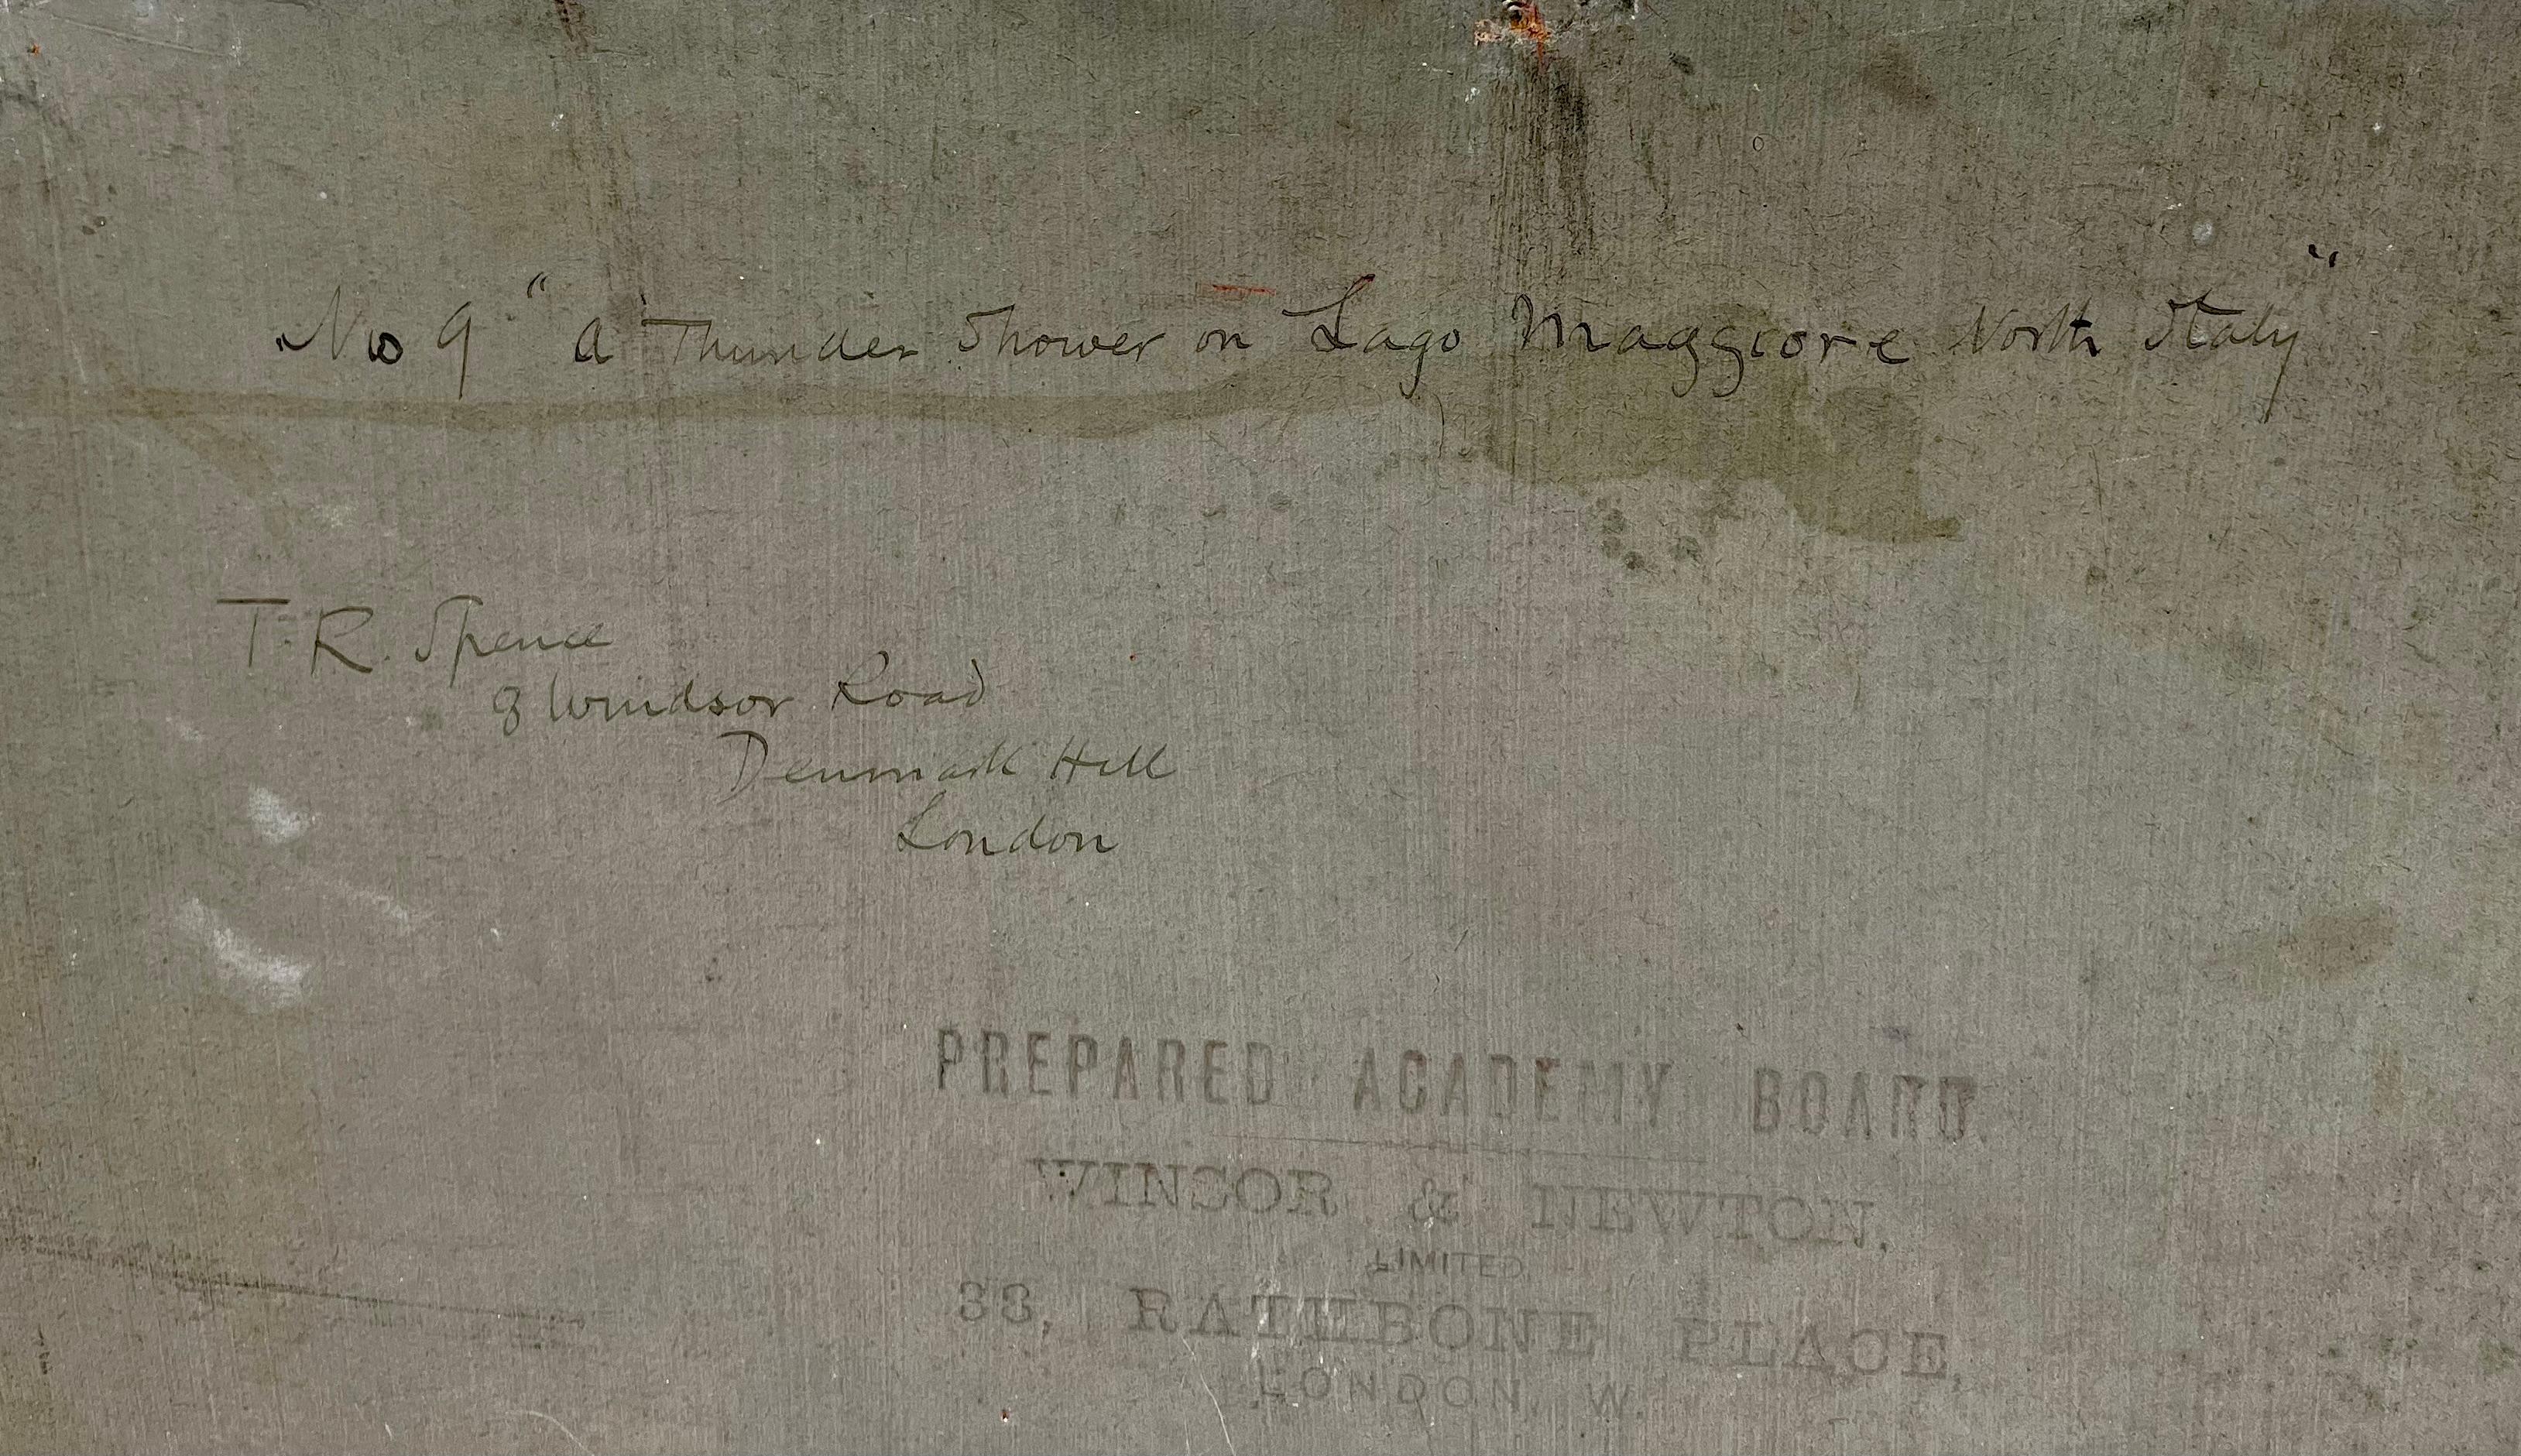 No 9 " A Thunder Shower on Lago Maggiore North Italy "
T. R. Spence
8 Windsor Road
Denmark Hill
London
PREPARED ACADEMY BOARD.
WINSOR & NEWTON,
LIMITED
38, RATHBONE PLACE,
LONDON, W.